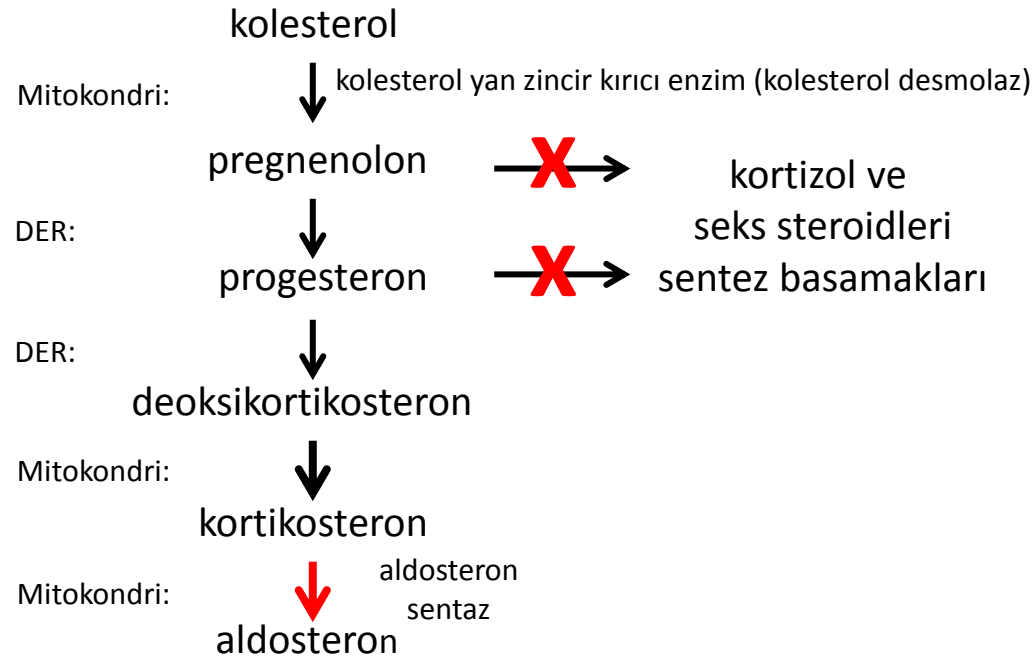 kolesterol
Mitokondri:
kolesterol yan zincir kırıcı enzim (kolesterol desmolaz)
pregnenolon
X
kortizol ve
seks steroidleri
sentez basamakları
DER:
progesteron
X
DER:
deoksikortikosteron
Mitokondri:
kortikosteron
Mitokondri:
aldosteron
sentaz
aldosteron